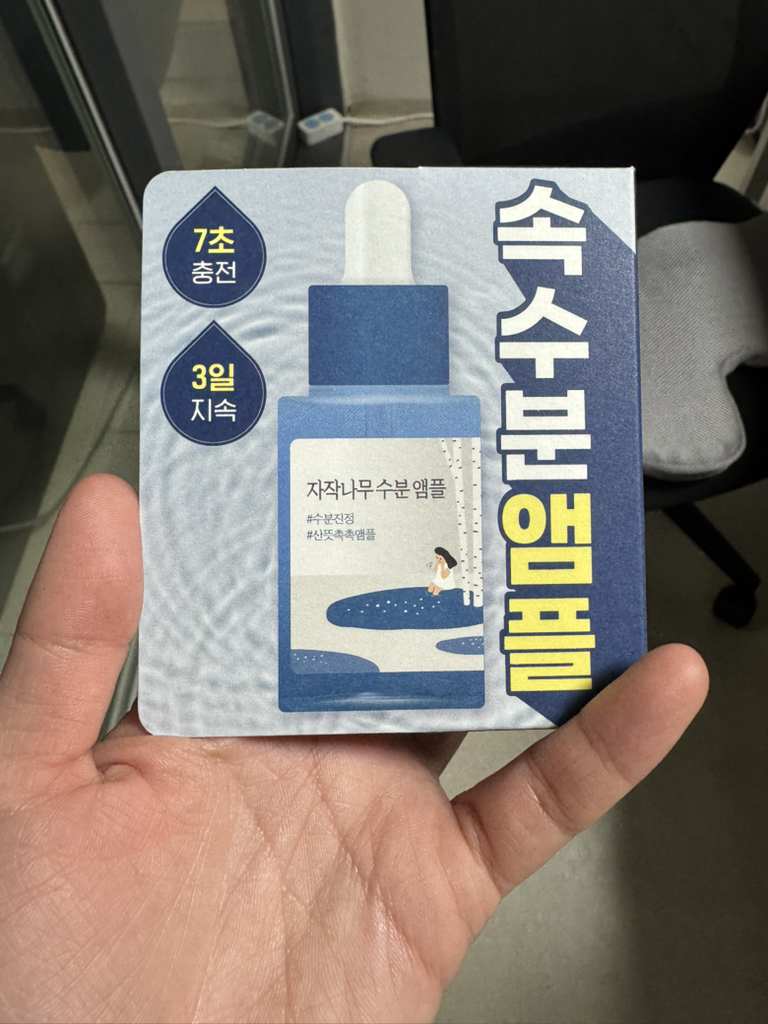 7초
충전
3일
지속
자작나무 수분 앰플
#수분진정
#산뜻촉촉앰플
속수분앰플